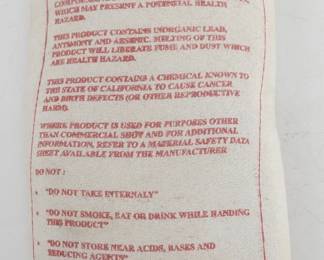 WHICH MAY PRESENT A POTENTIAL HEALTH
HAZARD.
THIS PRODUCT CONTAINS INORGANIC LEAD,
ANTIMONY AND ARSENIC. MELTING OF THIS
PRODUCT WILL LIBERATE FUME AND DUST WHICH
ARE HEALTH HAZARD.
THIS PRODUCT CONTAINS A CHEMICAL KNOWN TO
THE STATE OF CALIFORNIA TO CAUSE CANCER
AND BIRTH DEFECTS (OR OTHER REPRODUCTIVE
HARM).
WHERE PRODUCT IS USED FOR PURPOSES OTHER
THAN COMMERCIAL SHOT AND FOR ADDITIONAL
INFORMATION, REFER TO A MATERIAL SAFETY DATA
SHEET AVAILABLE FROM THE MANUFACTURER
DO NOT :
• "DO NOT TAKE INTERNALY"
• "DO NOT SMOKE, EAT OR DRINK WHILE HANDING
THIS PRODUCT"
• "DO NOT STORE NEAR ACIDS, BASES AND
REDUCING AGENTS"